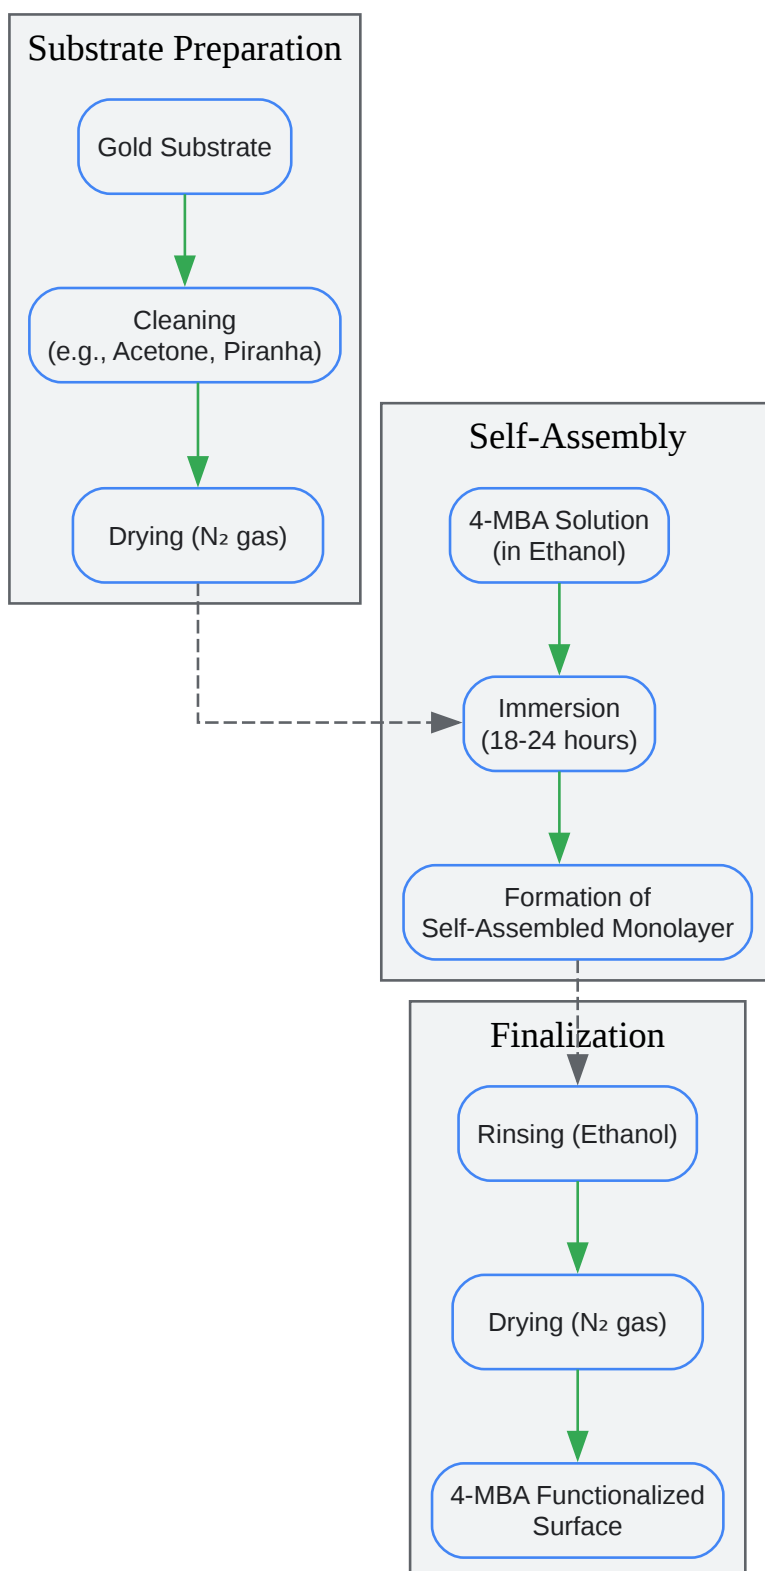 Substrate Preparation
Gold Substrate
Cleaning
(e.g., Acetone, Piranha)
Drying (N₂ gas)
Self-Assembly
4-MBA Solution
(in Ethanol)
Immersion
(18-24 hours)
Formation of
Self-Assembled Monolayer
Finalization
Rinsing (Ethanol)
Drying (N₂ gas)
4-MBA Functionalized
Surface